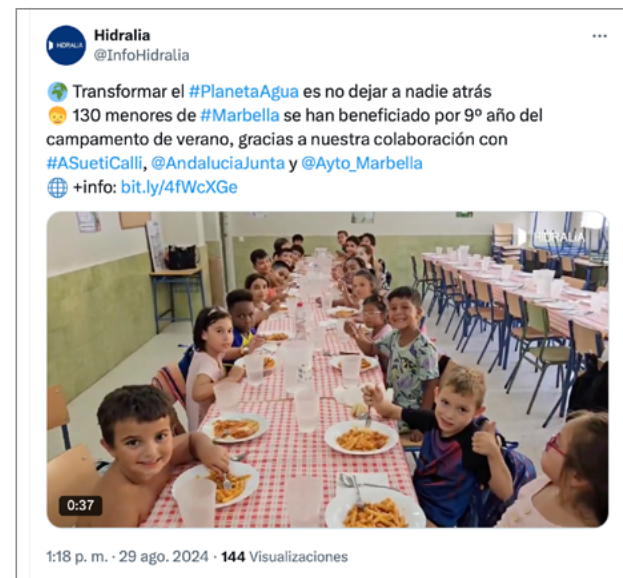 Hidralia
@InfoHidralia
HIDRALIA
Transformar el #PlanetaAgua es no dejar a nadie atrás
130 menores de #Marbella se han beneficiado por 9º año del
campamento de verano, gracias a nuestra colaboración con
#ASuetiCalli, @AndaluciaJunta y @Ayto_Marbella
+info: bit.ly/4fWcXGe
HIDRALIA
0:37
1:18 p. m. · 29 ago. 2024 · 144 Visualizaciones